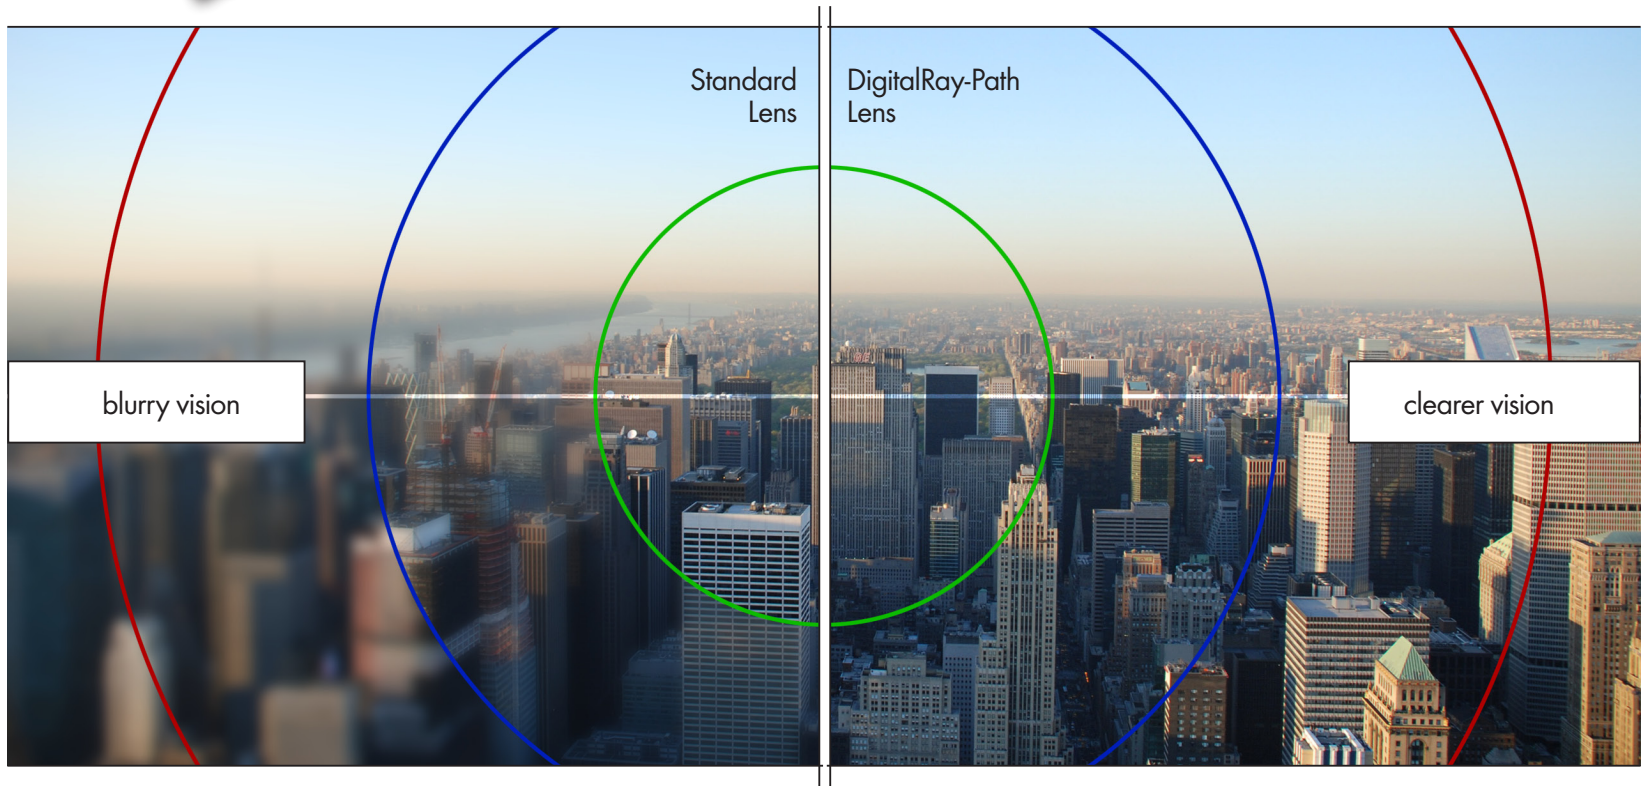 Standard
Lens
DigitalRay-Path
Lens
blurry vision
clearer vision